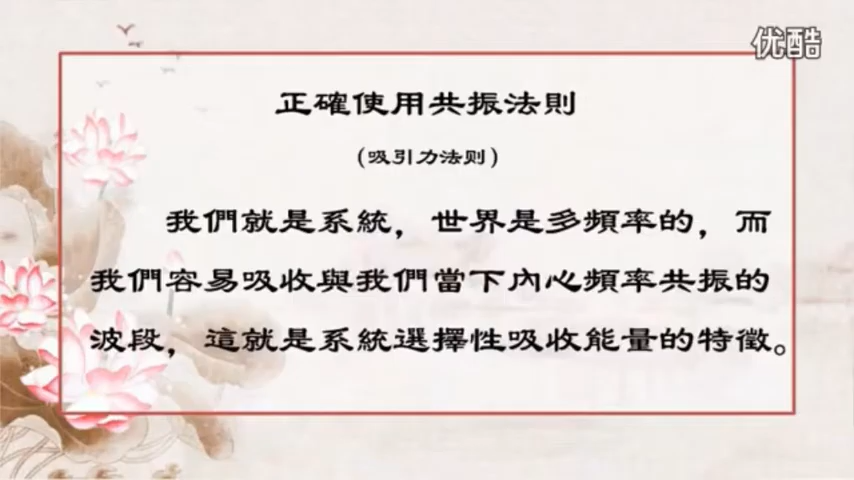 优酷
正確使用共振法則
（吸引力法则）
我們就是系統，世界是多頻率的，而
我們容易吸收與我們當下內心頻率共振的
波段，這就是系統選擇性吸收能量的特徵。